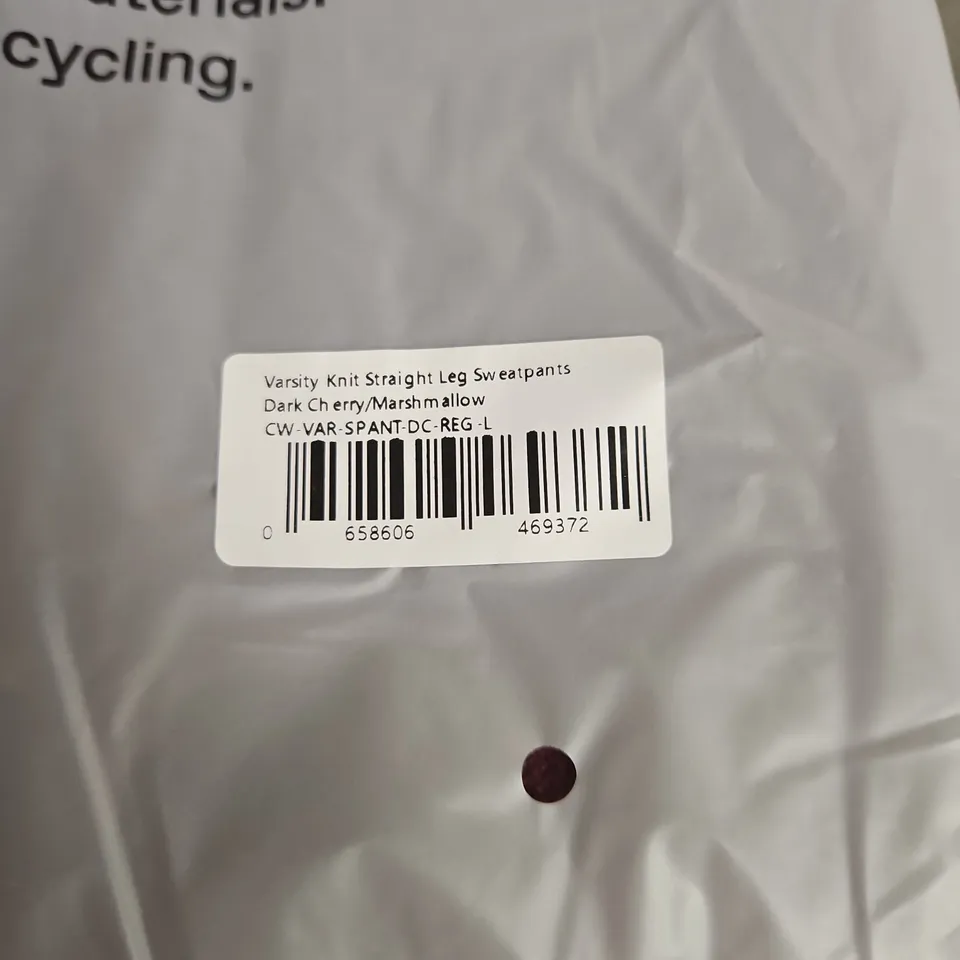 cycling.
Varsity Knit Straight Leg Sweatpants
Dark Cherry/Marshmallow
CW-VAR-SPANT-DC-REG-L
0 658606 469372